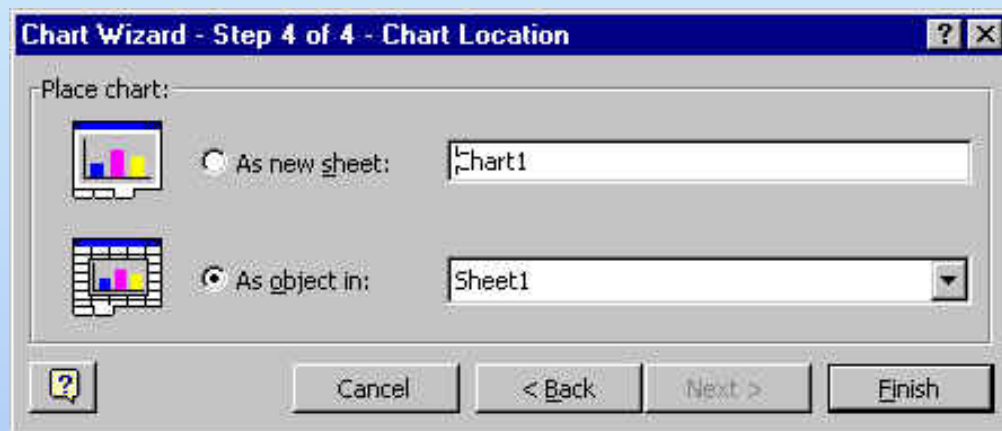 Chart Wizard - Step 4 of 4 - Chart Location
? ×
Place chart:
As new sheet: Chart1
As object in: Sheet1
? Cancel < Back Next > Finish